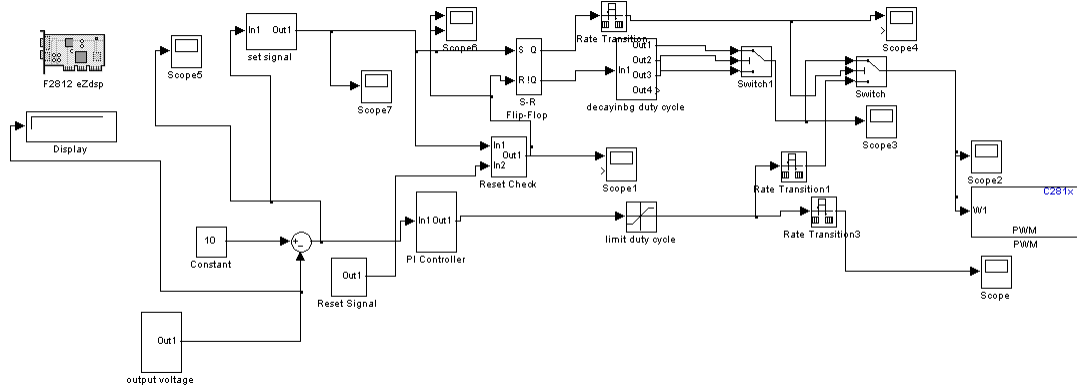 In1 Out1
set signal
F2812 eZdsp
Scope5
Scope7
Scope6
Rate Transition
Scope4
S Q
R !Q
S-R
Flip-Flop
In1
Out1
Out2
Out3
Out4
decayinbg duty cycle
Switch1
Switch
Scope3
Display
In1
In2
Out1
Reset Check
Scope1
Rate Transition1
Scope2
C281x
W1
PWM
PWM
10
Constant
+
-
In1 Out1
PI Controller
limit duty cycle
Rate Transition3
Out1
Reset Signal
Scope
Out1
output voltage